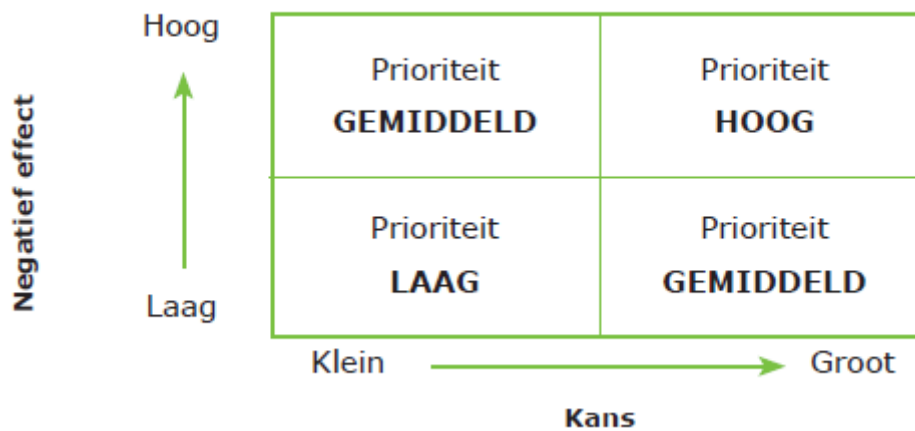 Hoog
Prioriteit
GEMIDDELD
Prioriteit
HOOG
Negatief effect
Prioriteit
LAAG
Prioriteit
GEMIDDELD
Laag
Klein
Groot
Kans